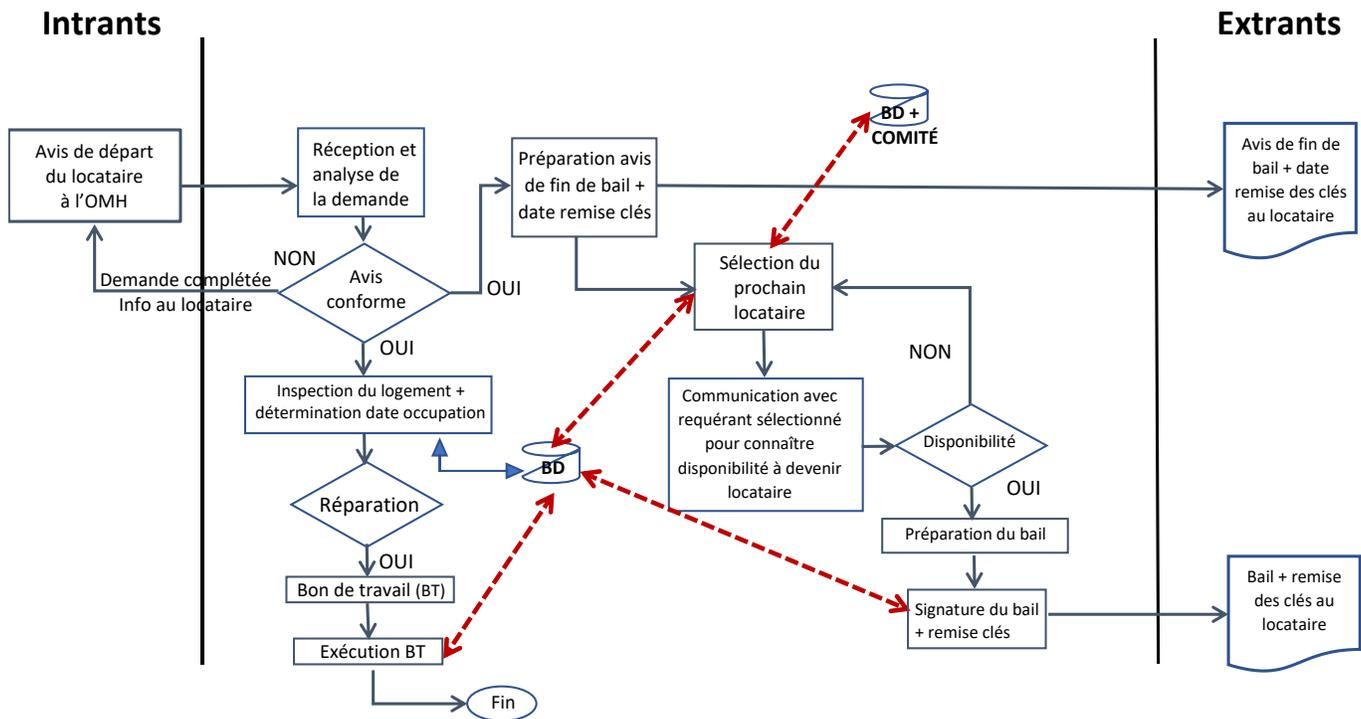 Intrants
Extrants
Avis de départ
du locataire
à l’OMH
Réception et
analyse de
la demande
Préparation avis
de fin de bail +
date remise clés
BD +
COMITÉ
Avis de fin de
bail + date
remise des clés
au locataire
NON
Demande complétée
Info au locataire
Avis
conforme
OUI
Sélection du
prochain
locataire
OUI
NON
Inspection du logement +
détermination date occupation
Communication avec
requérant sélectionné
pour connaître
disponibilité à devenir
locataire
Disponibilité
BD
OUI
Réparation
Préparation du bail
OUI
Bon de travail (BT)
Signature du bail
+ remise clés
Bail + remise
des clés au
locataire
Exécution BT
Fin